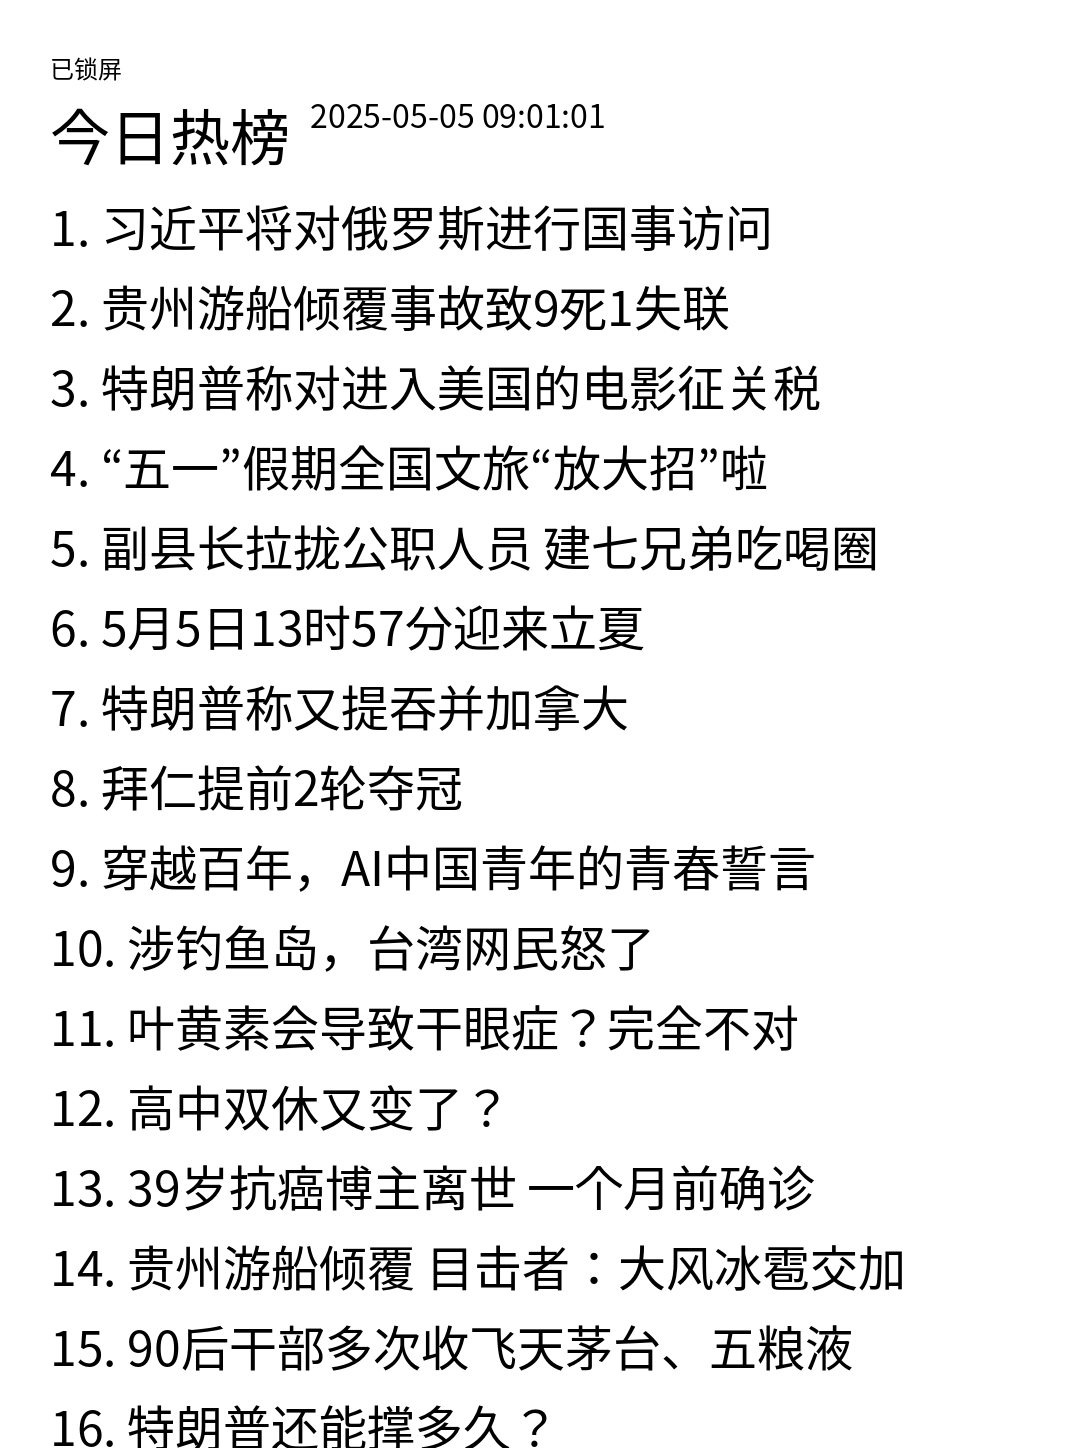 已锁屏
今日热榜 2025-05-05 09:01:01
1. 习近平将对俄罗斯进行国事访问
2. 贵州游船倾覆事故致9死1失联
3. 特朗普称对进入美国的电影征关税
4. “五一”假期全国文旅“放大招”啦
5. 副县长拉拢公职人员 建七兄弟吃喝圈
6. 5月5日13时57分迎来立夏
7. 特朗普称又提吞并加拿大
8. 拜仁提前2轮夺冠
9. 穿越百年，AI中国青年的青春誓言
10. 涉钓鱼岛，台湾网民怒了
11. 叶黄素会导致干眼症？完全不对
12. 高中双休又变了？
13. 39岁抗癌博主离世 一个月前确诊
14. 贵州游船倾覆 目击者：大风冰雹交加
15. 90后干部多次收飞天茅台、五粮液
16. 特朗普还能撑多久？